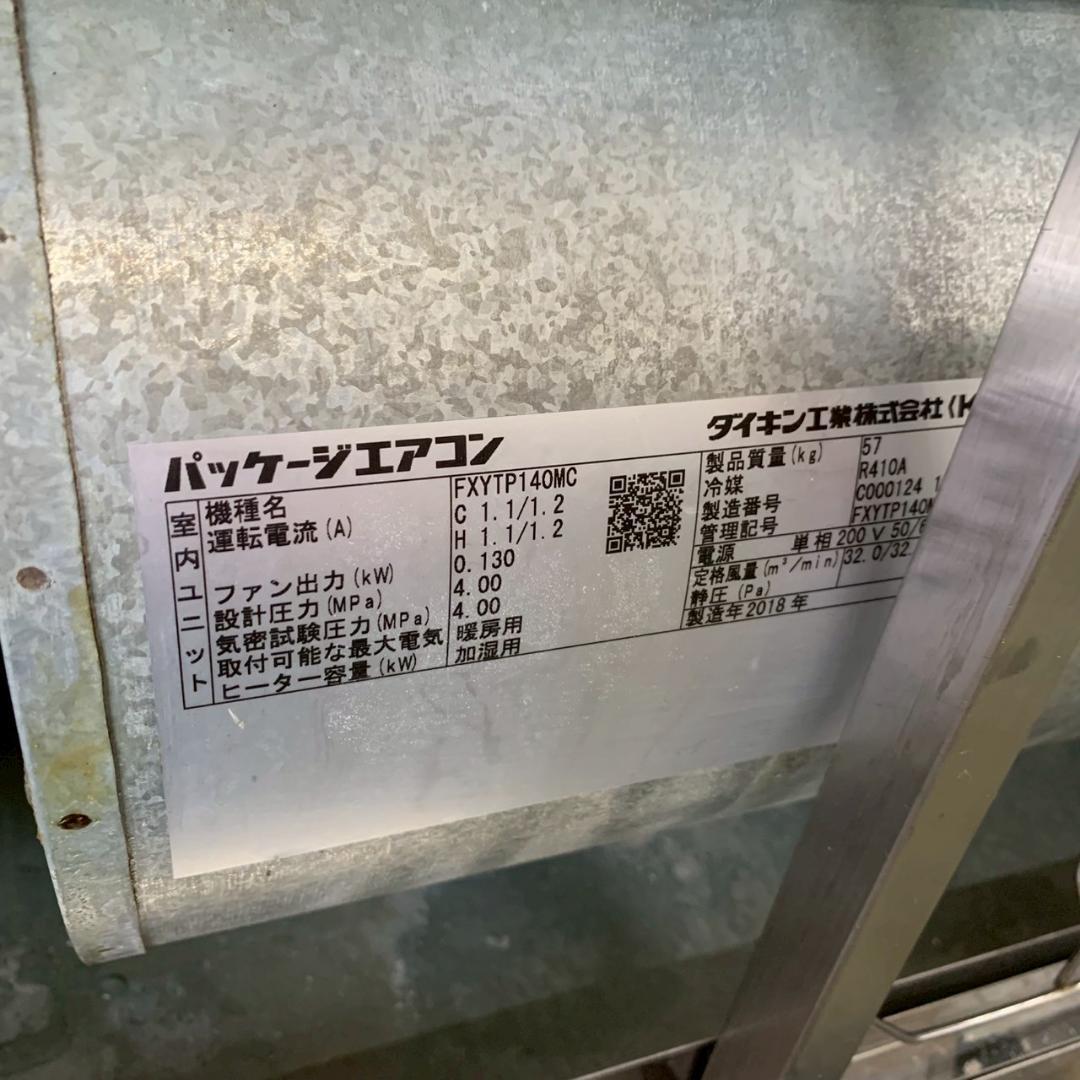 パッケージエアコン
ダイキン工業株式会社(K
室内ユニット
機種名 FXYTP140MC
運転電流(A) C 1.1/1.2
H 1.1/1.2
ファン出力(kW) 0.130
設計圧力(MPa) 4.00
気密試験圧力(MPa) 4.00
取付可能な最大電気 暖房用
ヒーター容量(kW) 加湿用
製品質量(kg) 57
冷媒 R410A
製造番号 C000124 1
管理記号 FXYTP140M
電源 単相 200V 50/6
定格風量(m³/min) 32.0/32.
静圧(Pa)
製造年2018年